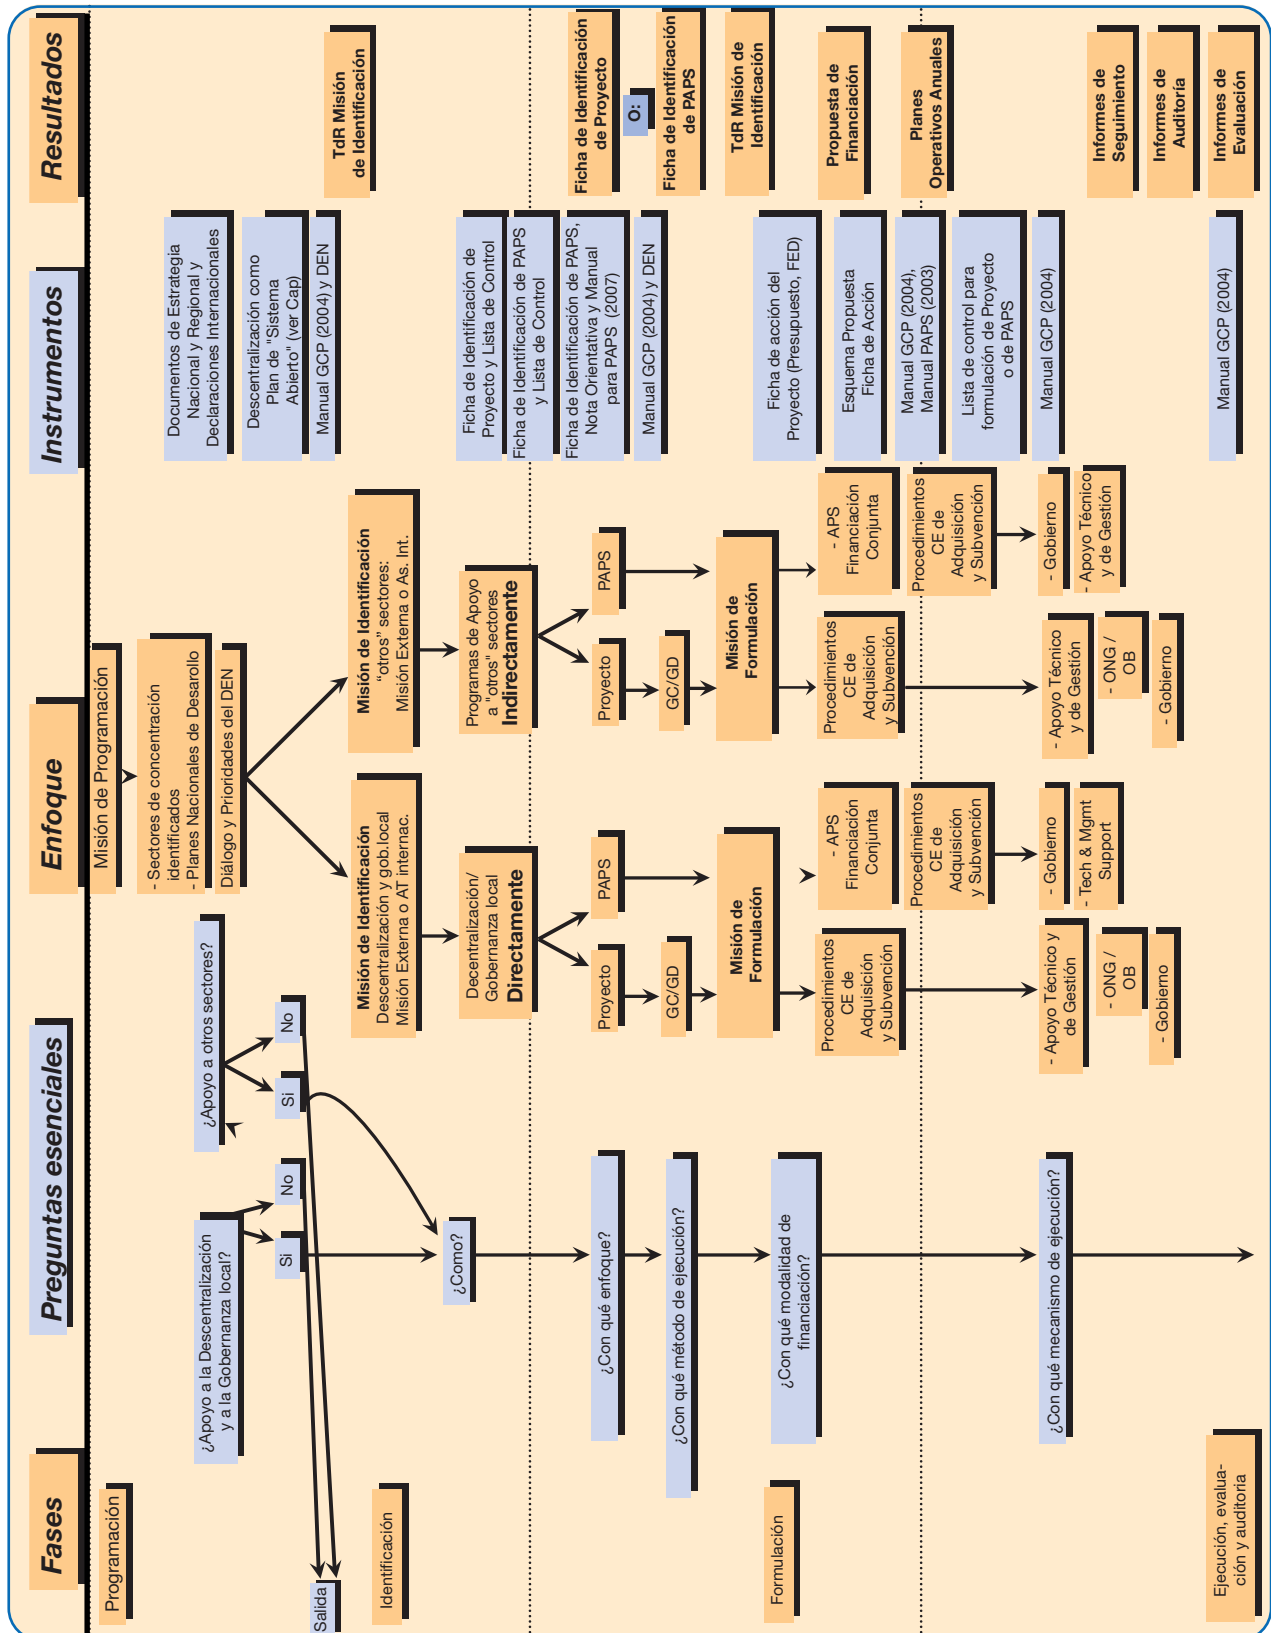 Fases
Preguntas esenciales
Enfoque
Instrumentos
Resultados
Programación
Salida
Identificación
Formulación
Ejecución, evalua-
ción y auditoria
¿Apoyo a la Descentralización
y a la Gobernanza local?
Si
No
¿Apoyo a otros sectores?
Si
No
¿Como?
¿Con qué enfoque?
¿Con qué método de ejecución?
¿Con qué modalidad de
financiación?
¿Con qué mecanismo de ejecución?
Misión de Programación
- Sectores de concentración
identificados
- Planes Nacionales de Desarollo
Diálogo y Prioridades del DEN
Misión de Identificación
Descentralización y gob.local
Misión Externa o AT internac.
Misión de Identificación
“otros” sectores:
Misión Externa o As. Int.
Decentralización/
Gobernanza local
Directamente
Programas de Apoyo
a "otros" sectores
Indirectamente
Proyecto
PAPS
Proyecto
PAPS
GC/GD
GC/GD
Misión de
Formulación
Misión de
Formulación
Procedimientos
CE de
Adquisición
y Subvención
- APS
Financiación
Conjunta
Procedimientos
CE de
Adquisición
y Subvención
- APS
Financiación
Conjunta
Procedimientos
CE de
Adquisición
y Subvención
Procedimientos
CE de
Adquisición
y Subvención
- Apoyo Técnico y
de Gestión
- ONG /
OB
- Gobierno
- Gobierno
- Tech & Mgmt
Support
- Apoyo Técnico
y de Gestión
- ONG /
OB
- Gobierno
- Gobierno
- Apoyo Técnico
y de Gestión
Documentos de Estrategia
Nacional y Regional y
Declaraciones Internacionales
Descentralización como
Plan de "Sistema
Abierto" (ver Cap)
Manual GCP (2004) y DEN
Ficha de Identificación de
Proyecto y Lista de Control
Ficha de Identificación de PAPS
y Lista de Control
Ficha de Identificación de PAPS,
Nota Orientativa y Manual
para PAPS (2007)
Manual GCP (2004) y DEN
Ficha de acción del
Proyecto (Presupuesto, FED)
Esquema Propuesta
Ficha de Acción
Manual GCP (2004),
Manual PAPS (2003)
Lista de control para
formulación de Proyecto
o de PAPS
Manual GCP (2004)
Manual GCP (2004)
TdR Misión
de Identificación
Ficha de Identificación
de Proyecto
O:
Ficha de Identificación
de PAPS
TdR Misión de
Identificación
Propuesta de
Financiación
Planes
Operativos Anuales
Informes de
Seguimiento
Informes de
Auditoría
Informes de
Evaluación